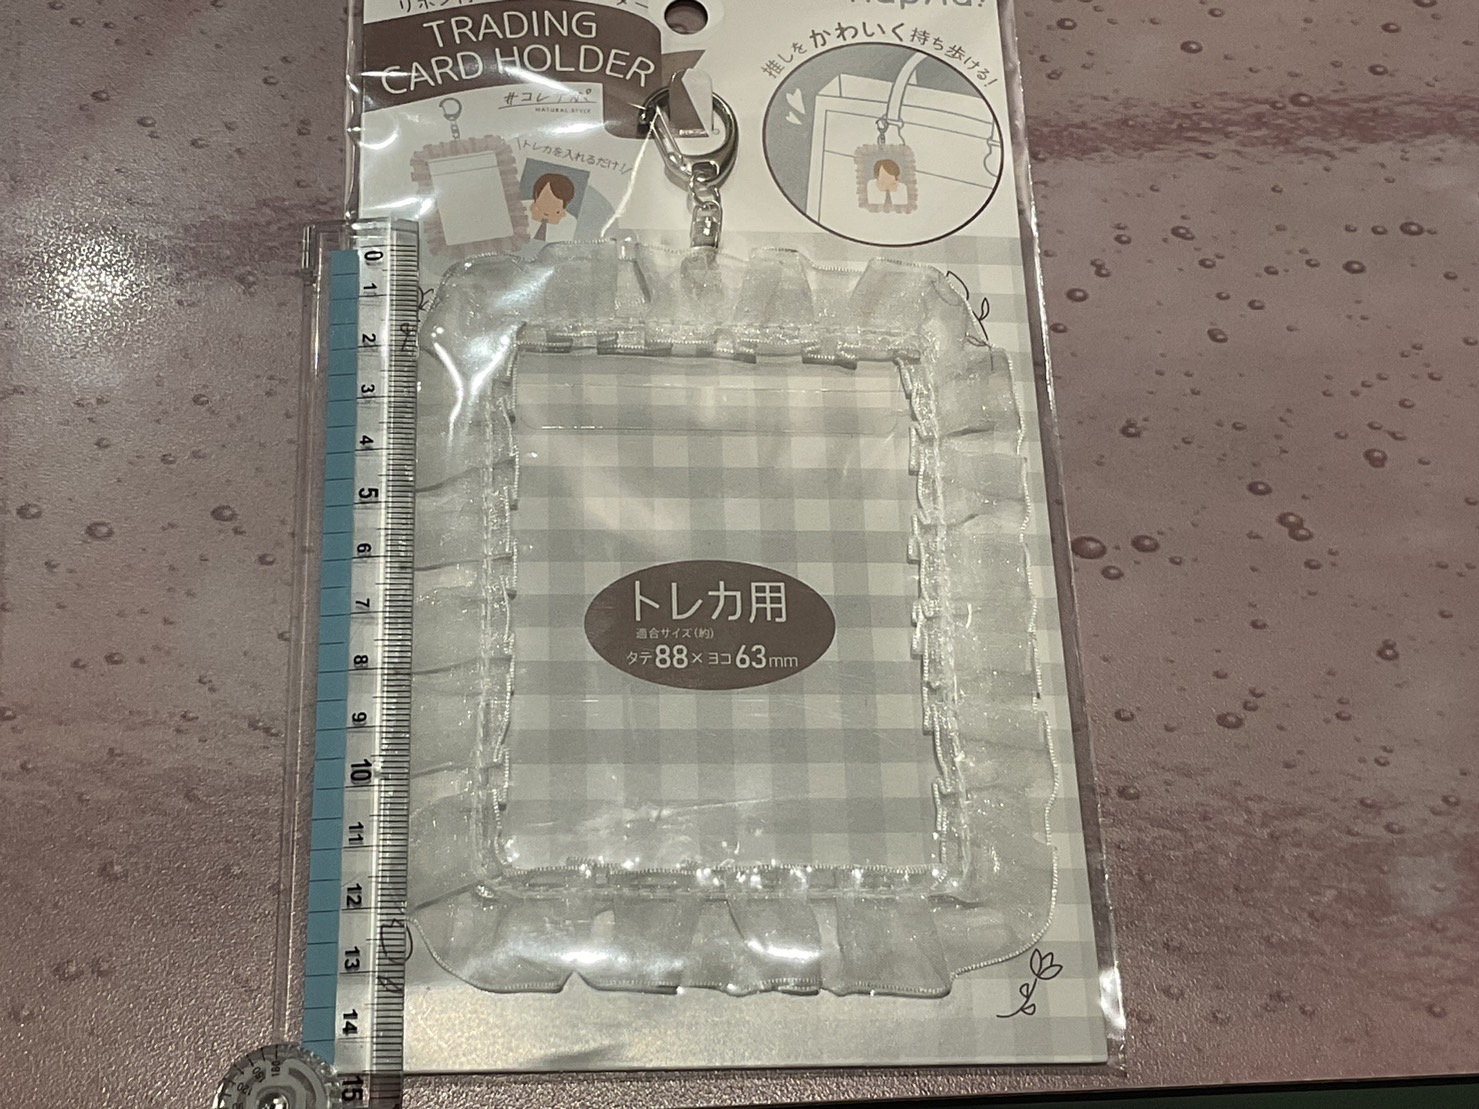 TRADING
CARD HOLDER
#コレサポ
NATURAL STYLE
トレカを入れるだけ!
推しをかわいく持ち歩ける!
トレカ用
適合サイズ(約)
タテ88×ヨコ63mm
0
1
2
3
4
5
6
7
8
9
10
11
12
13
14
15
180